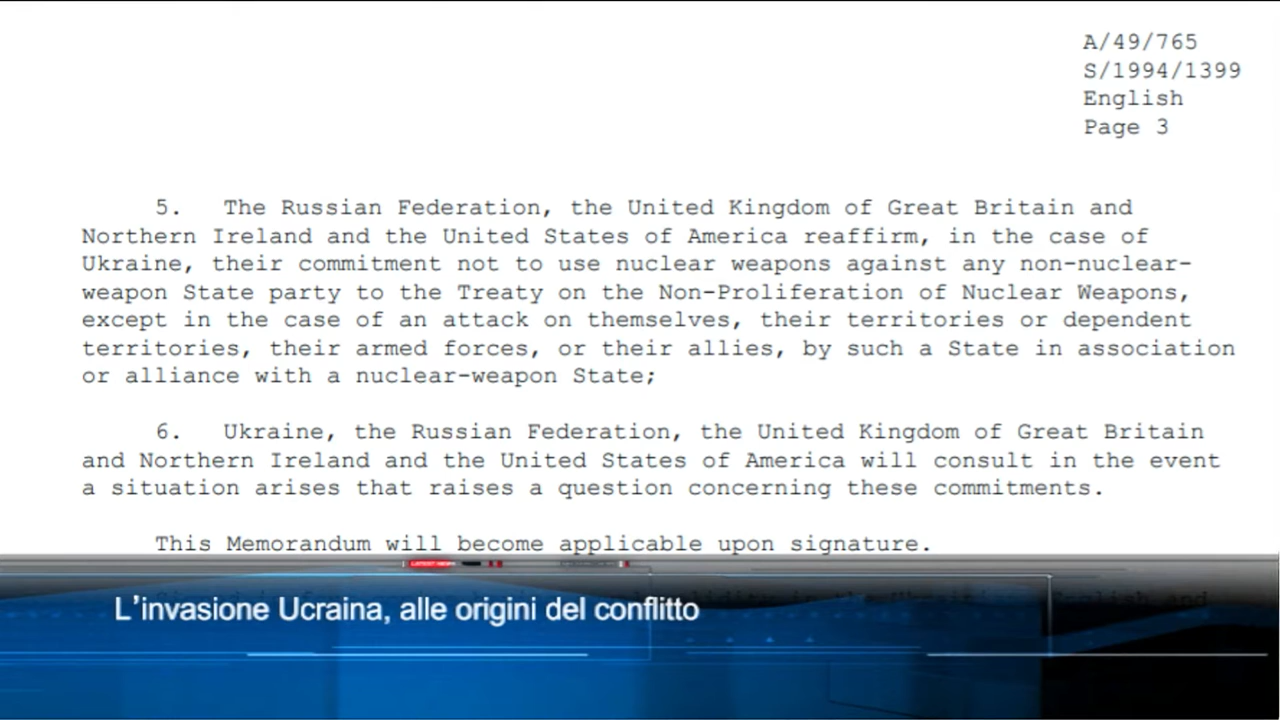 A/49/765
S/1994/1399
English
Page 3
5. The Russian Federation, the United Kingdom of Great Britain and
Northern Ireland and the United States of America reaffirm, in the case of
Ukraine, their commitment not to use nuclear weapons against any non-nuclear-
weapon State party to the Treaty on the Non-Proliferation of Nuclear Weapons,
except in the case of an attack on themselves, their territories or dependent
territories, their armed forces, or their allies, by such a State in association
or alliance with a nuclear-weapon State;
6. Ukraine, the Russian Federation, the United Kingdom of Great Britain
and Northern Ireland and the United States of America will consult in the event
a situation arises that raises a question concerning these commitments.
This Memorandum will become applicable upon signature.
LATEST NEWS
L'invasione Ucraina, alle origini del conflitto